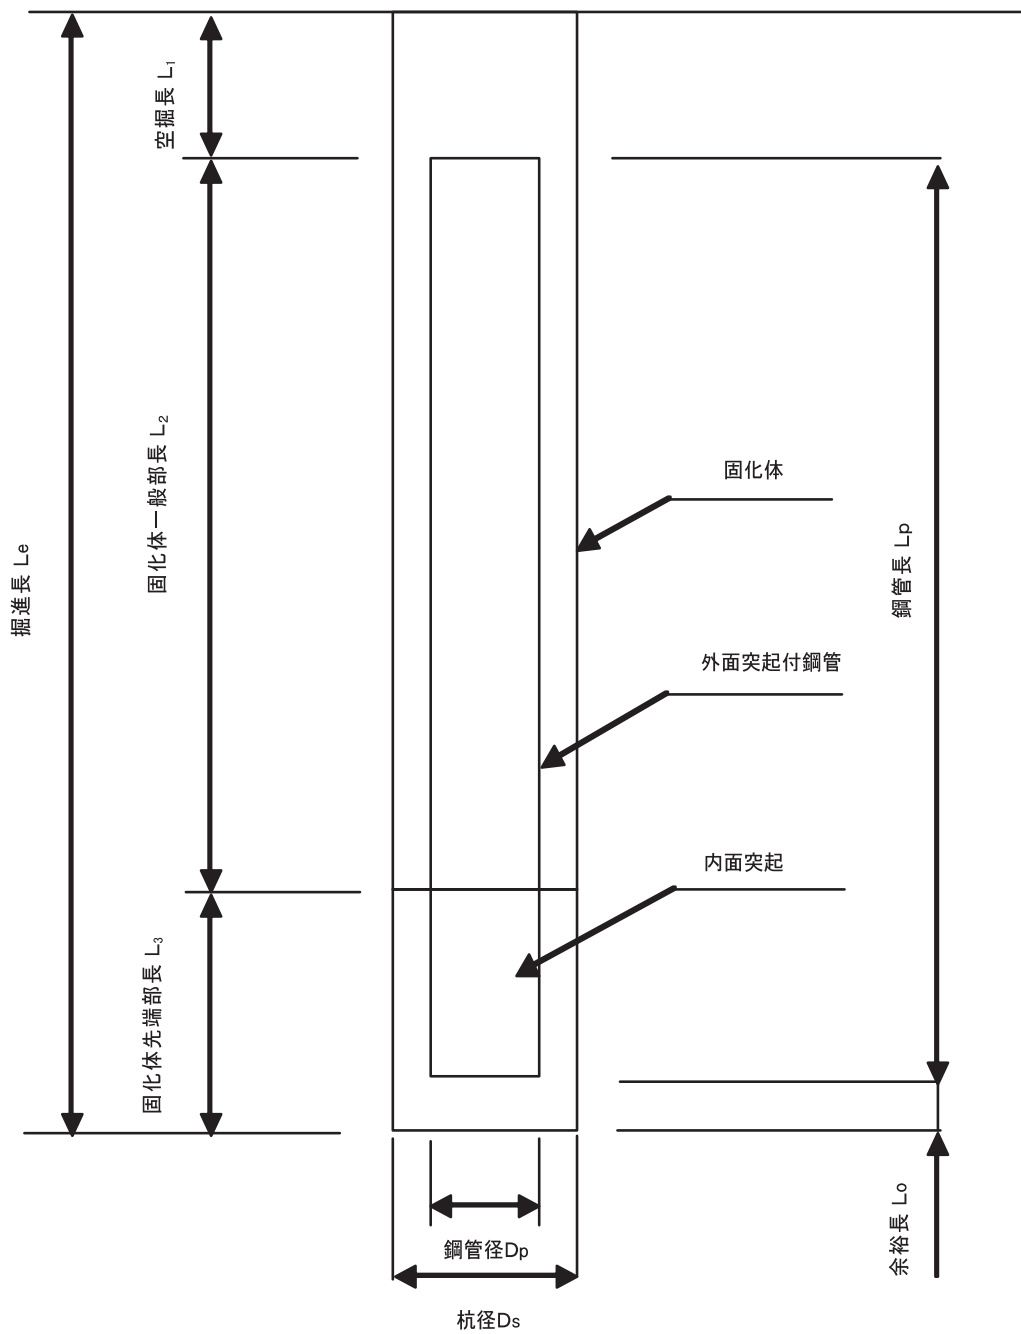 空掘長 L₁
固化体一般部長 L₂
固化体
掘進長 Le
鋼管長 Lp
外面突起付鋼管
内面突起
固化体先端部長 L₃
余裕長 Lo
鋼管径Dp
杭径Ds